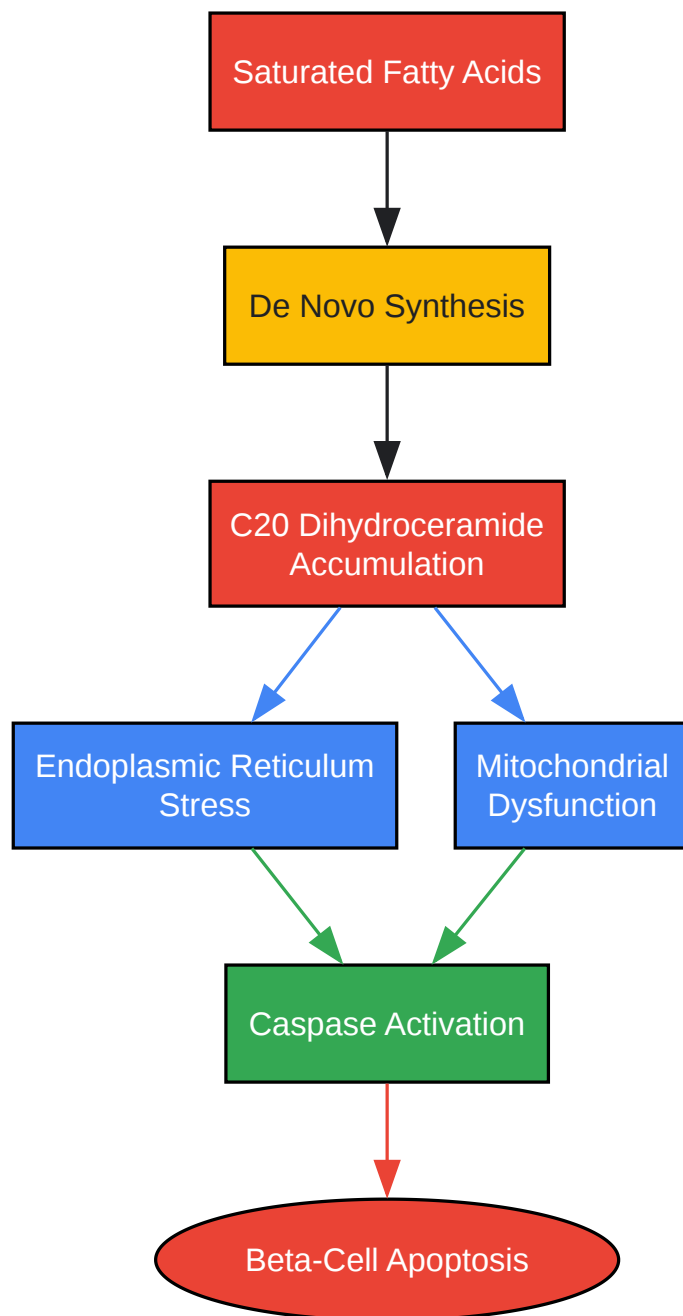 Saturated Fatty Acids
De Novo Synthesis
C20 Dihydroceramide
Accumulation
Endoplasmic Reticulum
Stress
Mitochondrial
Dysfunction
Caspase Activation
Beta-Cell Apoptosis